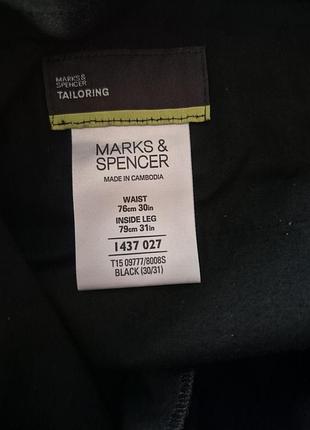 MARKS &
SPENCER
TAILORING
MARKS &
SPENCER
MADE IN CAMBODIA
WAIST
76cm 30in
INSIDE LEG
79cm 31in
1437 027
T15 09777/8008S
BLACK (30/31)